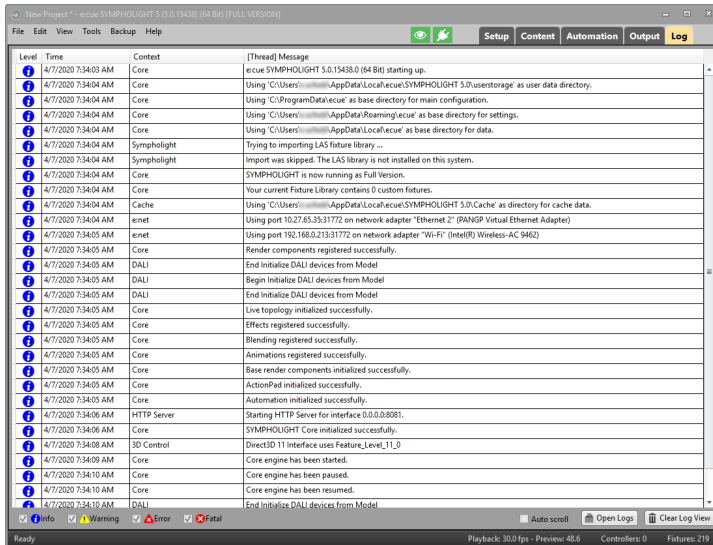 New Project * - e:cue SYMPHOLIGHT 5 (5.0.15438) (64 Bit) [FULL VERSION]
File Edit View Tools Backup Help
Setup Content Automation Output Log
Level Time Context [Thread] Message
4/7/2020 7:34:03 AM Core e:cue SYMPHOLIGHT 5.0.15438.0 (64 Bit) starting up.
4/7/2020 7:34:04 AM Core Using 'C:\Users\ \AppData\Local\ecue\SYMPHOLIGHT 5.0\userstorage' as user data directory.
4/7/2020 7:34:04 AM Core Using 'C:\ProgramData\ecue' as base directory for main configuration.
4/7/2020 7:34:04 AM Core Using 'C:\Users\ \AppData\Roaming\ecue' as base directory for settings.
4/7/2020 7:34:04 AM Core Using 'C:\Users\ \AppData\Local\ecue' as base directory for data.
4/7/2020 7:34:04 AM Sympholight Trying to importing LAS fixture library ...
4/7/2020 7:34:04 AM Sympholight Import was skipped. The LAS library is not installed on this system.
4/7/2020 7:34:04 AM Core SYMPHOLIGHT is now running as Full Version.
4/7/2020 7:34:04 AM Core Your current Fixture Library contains 0 custom fixtures.
4/7/2020 7:34:04 AM Cache Using 'C:\Users\ \AppData\Local\ecue\SYMPHOLIGHT 5.0\Cache' as directory for cache data.
4/7/2020 7:34:04 AM e:net Using port 10.27.65.35:31772 on network adapter "Ethernet 2" (PANGP Virtual Ethernet Adapter)
4/7/2020 7:34:05 AM e:net Using port 192.168.0.213:31772 on network adapter "Wi-Fi" (Intel(R) Wireless-AC 9462)
4/7/2020 7:34:05 AM Core Render components registered successfully.
4/7/2020 7:34:05 AM DALI End Initialize DALI devices from Model
4/7/2020 7:34:05 AM DALI Begin Initialize DALI devices from Model
4/7/2020 7:34:05 AM DALI End Initialize DALI devices from Model
4/7/2020 7:34:05 AM Core Live topology initialized successfully.
4/7/2020 7:34:05 AM Core Effects registered successfully.
4/7/2020 7:34:05 AM Core Blending registered successfully.
4/7/2020 7:34:05 AM Core Animations registered successfully.
4/7/2020 7:34:05 AM Core Base render components initialized successfully.
4/7/2020 7:34:05 AM Core ActionPad initialized successfully.
4/7/2020 7:34:05 AM Core Automation initialized successfully.
4/7/2020 7:34:06 AM HTTP Server Starting HTTP Server for interface 0.0.0.0:8081.
4/7/2020 7:34:06 AM Core SYMPHOLIGHT Core initialized successfully.
4/7/2020 7:34:08 AM 3D Control Direct3D 11 Interface uses Feature_Level_11_0
4/7/2020 7:34:09 AM Core Core engine has been started.
4/7/2020 7:34:10 AM Core Core engine has been paused.
4/7/2020 7:34:10 AM Core Core engine has been resumed.
4/7/2020 7:34:10 AM DALI End Initialize DALI devices from Model
Info Warning Error Fatal Auto scroll Open Logs Clear Log View
Ready Playback: 30.0 fps - Preview: 48.6 Controllers: 0 Fixtures: 219